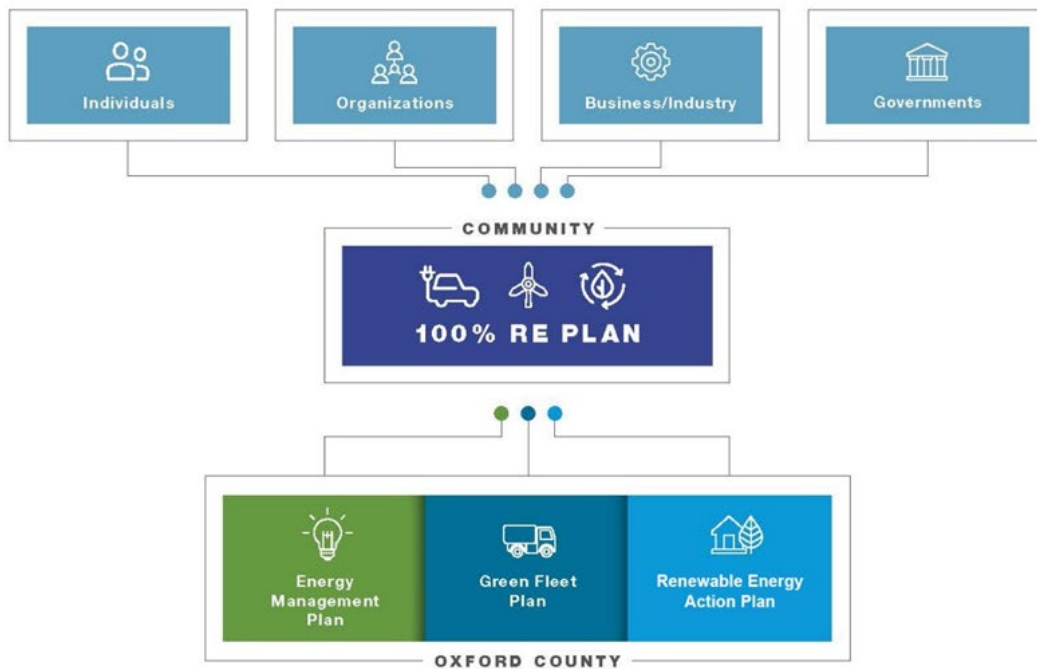 Individuals
Organizations
Business/Industry
Governments
COMMUNITY
100% RE PLAN
Energy
Management
Plan
Green Fleet
Plan
Renewable Energy
Action Plan
OXFORD COUNTY